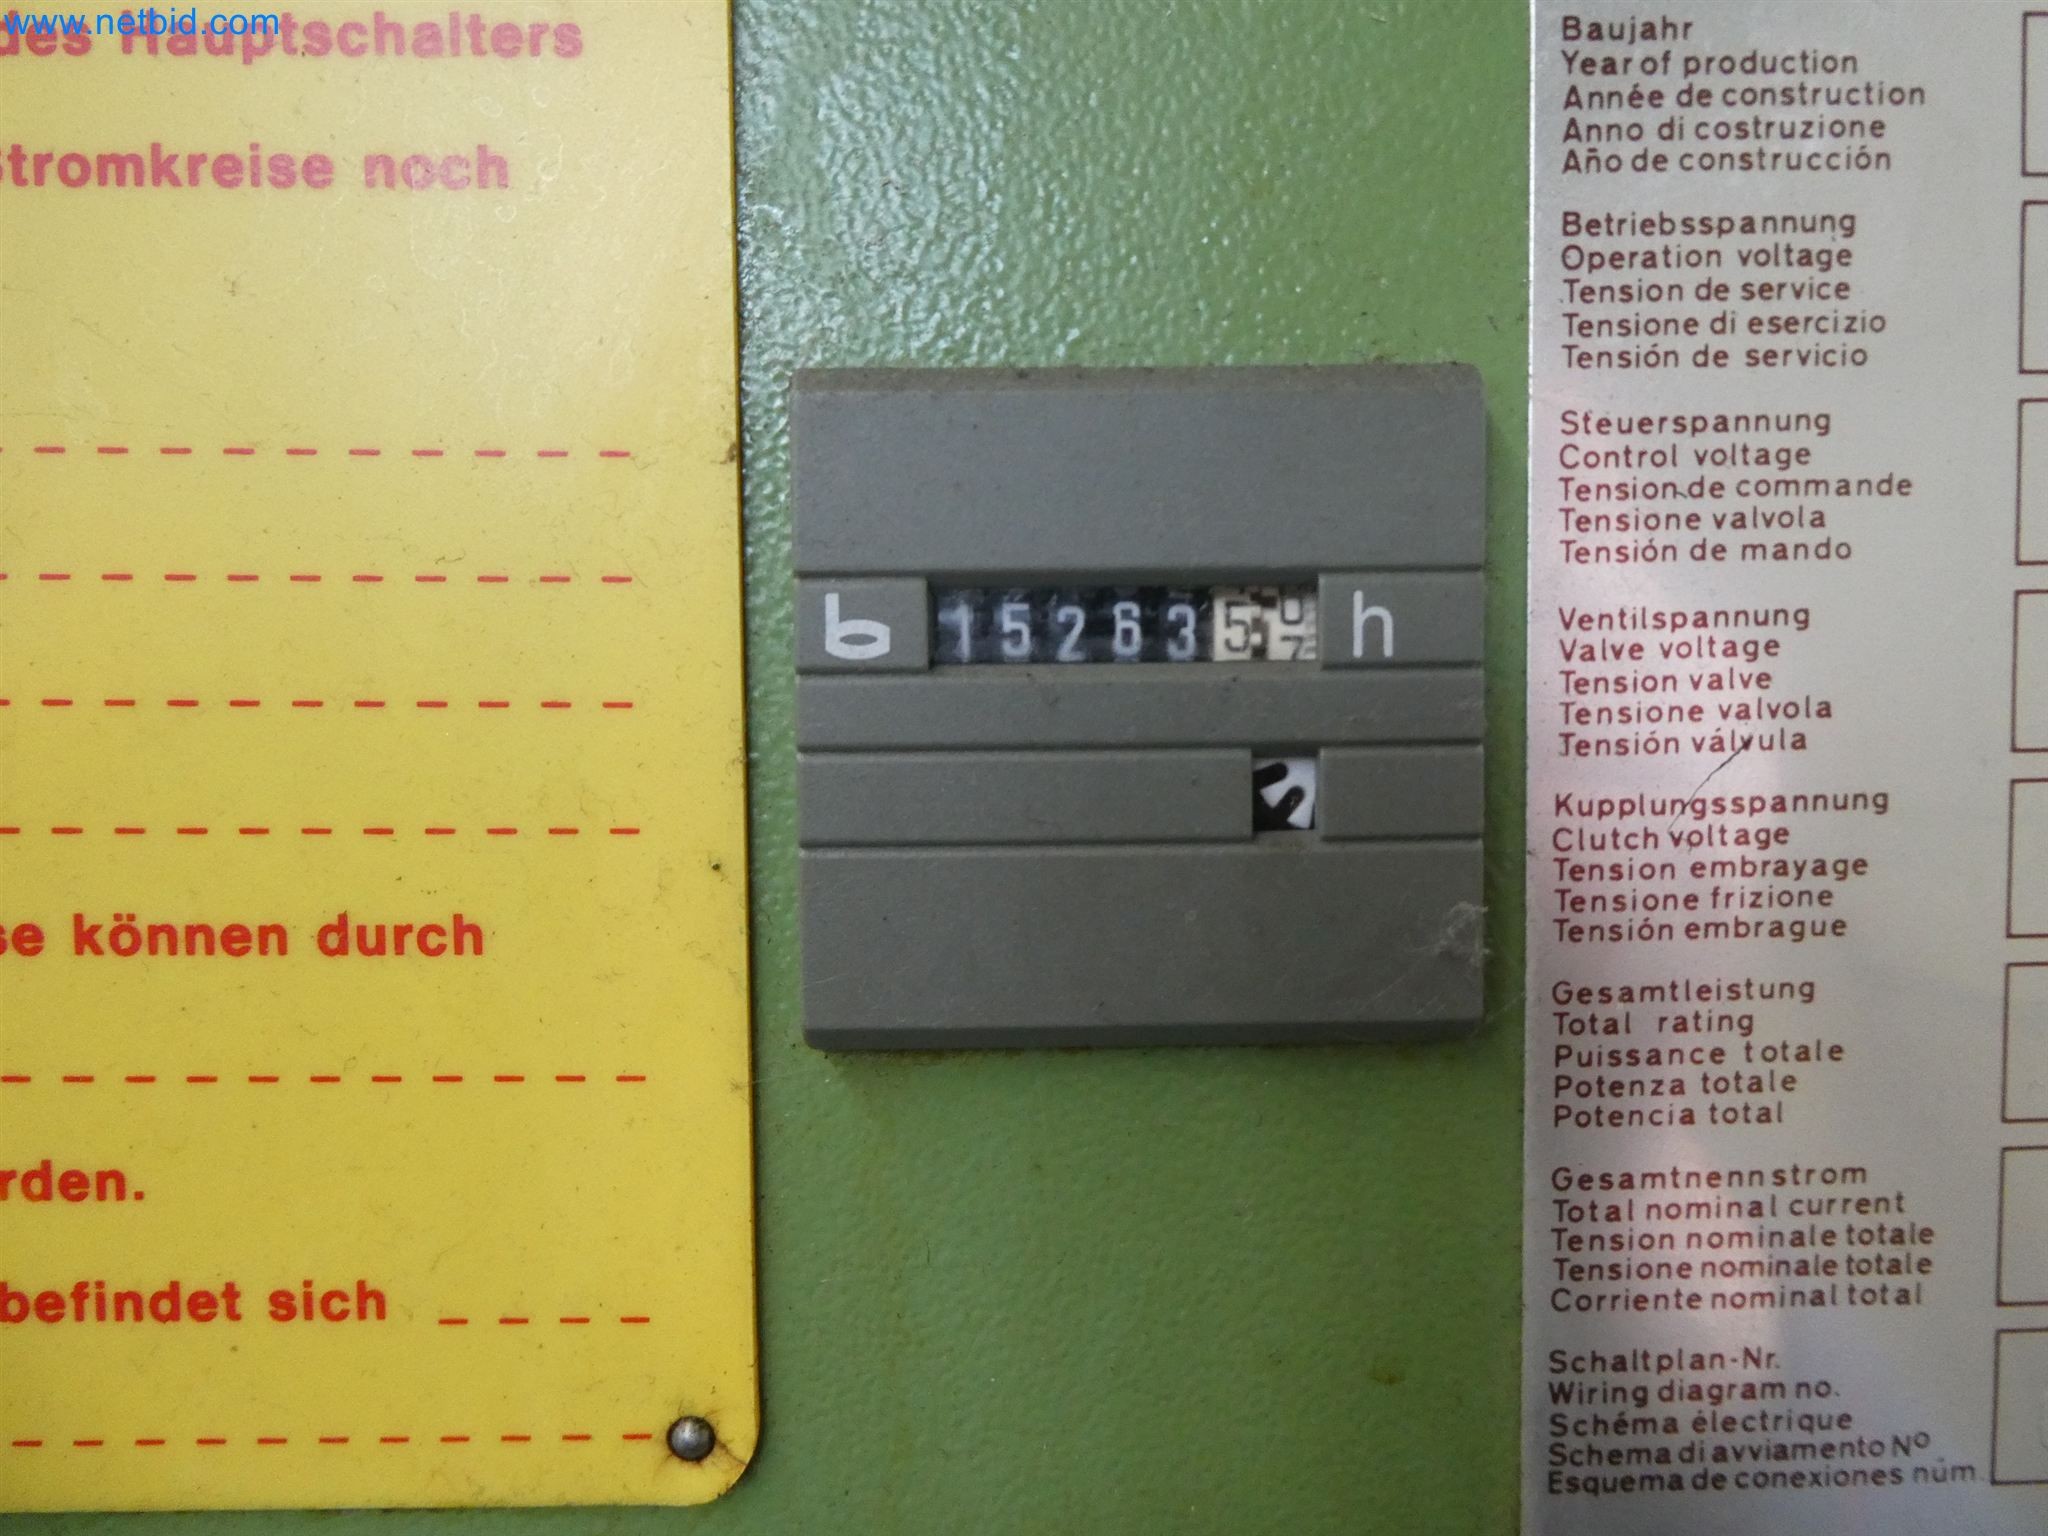 www.netbid.com
des Hauptschalters
Stromkreise noch
können durch
rden.
befindet sich
b 152635 h
Baujahr
Year of production
Année de construction
Anno di costruzione
Año de construcción
Betriebsspannung
Operation voltage
Tension de service
Tensione di esercizio
Tensión de servicio
Steuerspannung
Control voltage
Tension de commande
Tensione valvola
Tensión de mando
Ventilspannung
Valve voltage
Tension valve
Tensione valvola
Tensión válvula
Kupplungsspannung
Clutch voltage
Tension embrayage
Tensione frizione
Tensión embrague
Gesamtleistung
Total rating
Puissance totale
Potenza totale
Potencia total
Gesamtnennstrom
Total nominal current
Tension nominale totale
Tensione nominale totale
Corriente nominal total
Schaltplan-Nr.
Wiring diagram no.
Schéma électrique
Schema di avviamento Nº
Esquema de conexiones núm.